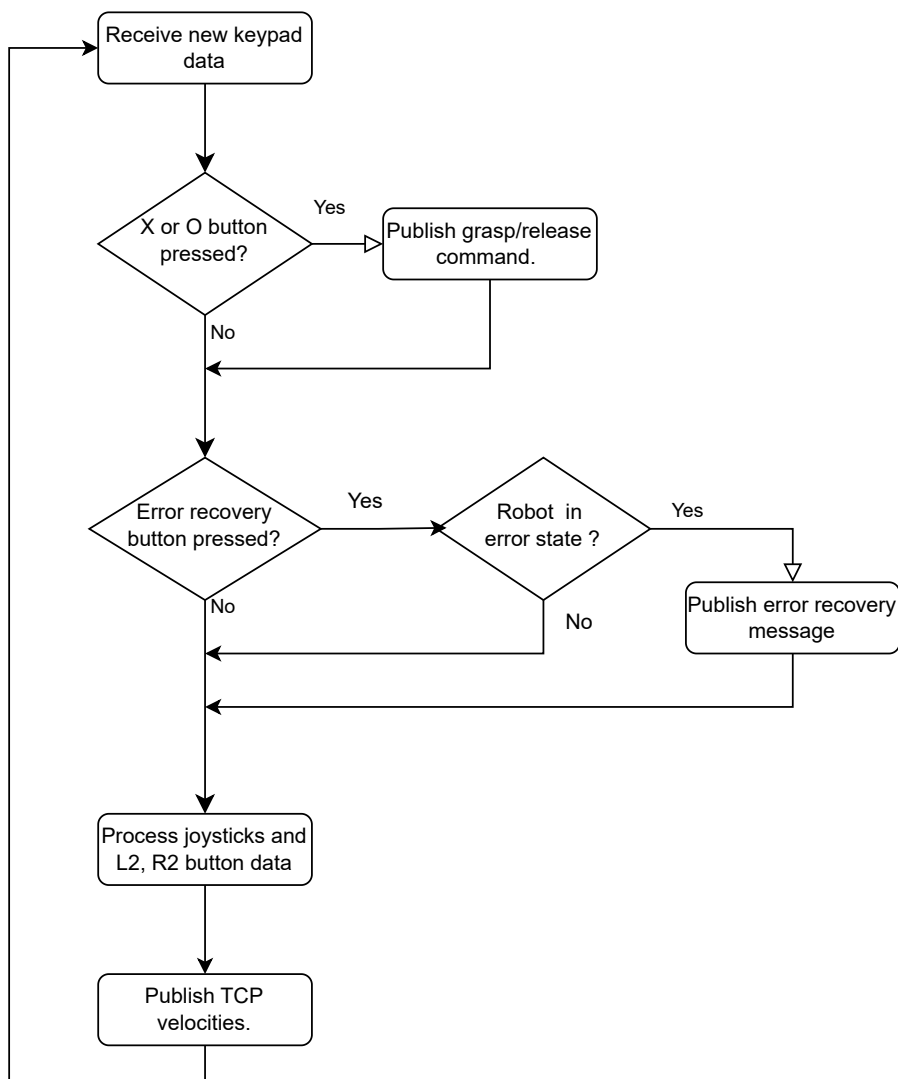 Receive new keypad
data
X or O button
pressed?
Yes
Publish grasp/release
command.
No
Error recovery
button pressed?
Yes
Robot in
error state ?
Yes
No
No
Publish error recovery
message
Process joysticks and
L2, R2 button data
Publish TCP
velocities.